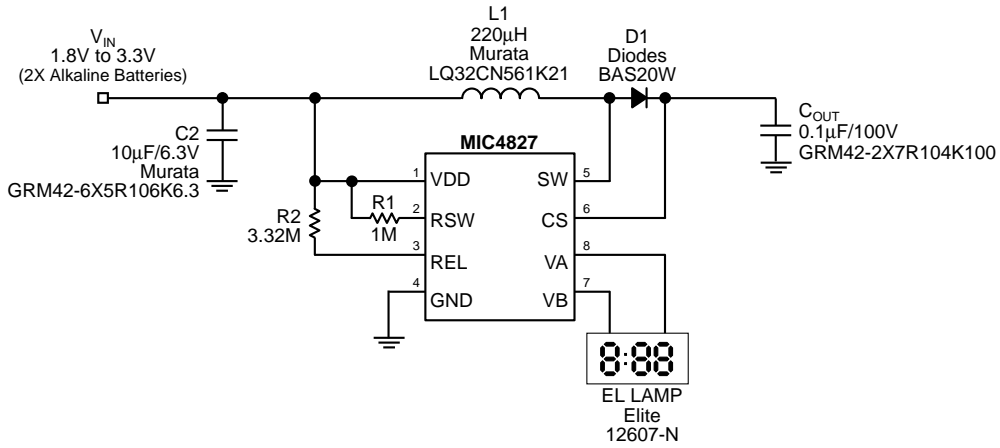 L1
220µH
Murata
LQ32CN561K21
D1
Diodes
BAS20W
VIN
1.8V to 3.3V
(2X Alkaline Batteries)
C2
10µF/6.3V
Murata
GRM42-6X5R106K6.3
COUT
0.1µF/100V
GRM42-2X7R104K100
MIC4827
1 VDD
SW 5
R1
1M
2 RSW
CS 6
R2
3.32M
3 REL
VA 8
4 GND
VB 7
8:88
EL LAMP
Elite
12607-N